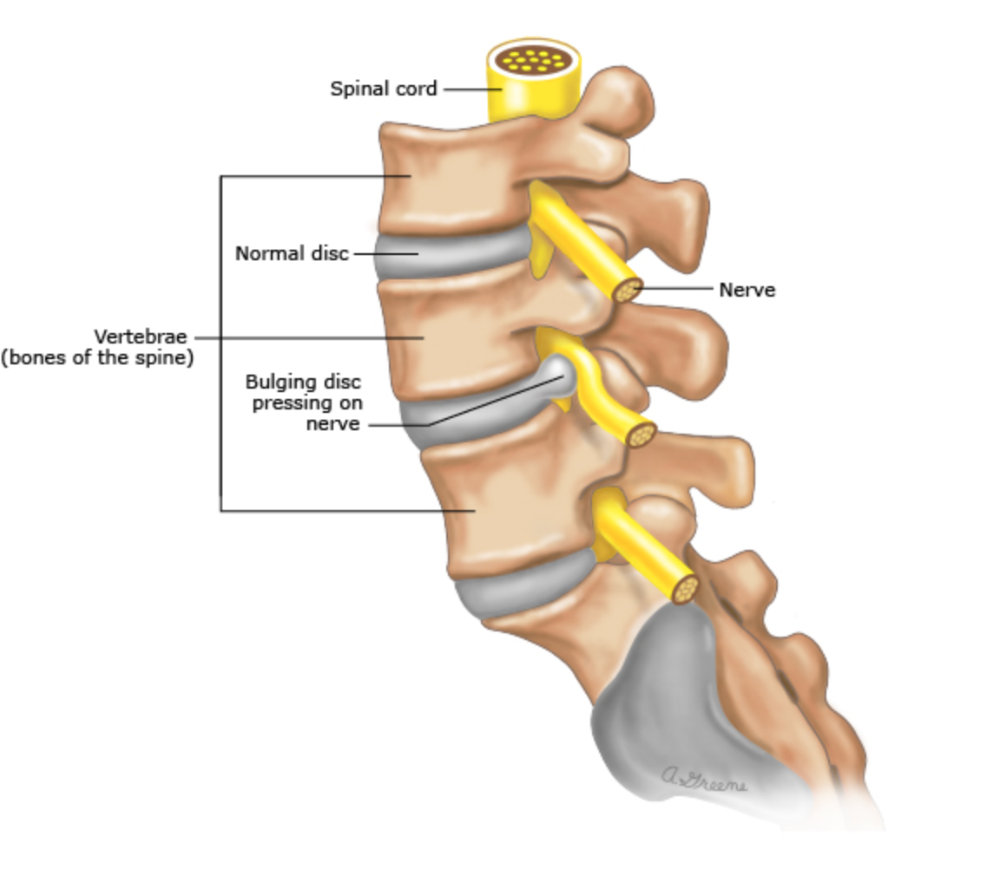 Spinal cord
Normal disc
Nerve
Vertebrae
(bones of the spine)
Bulging disc
pressing on
nerve
A. Greene